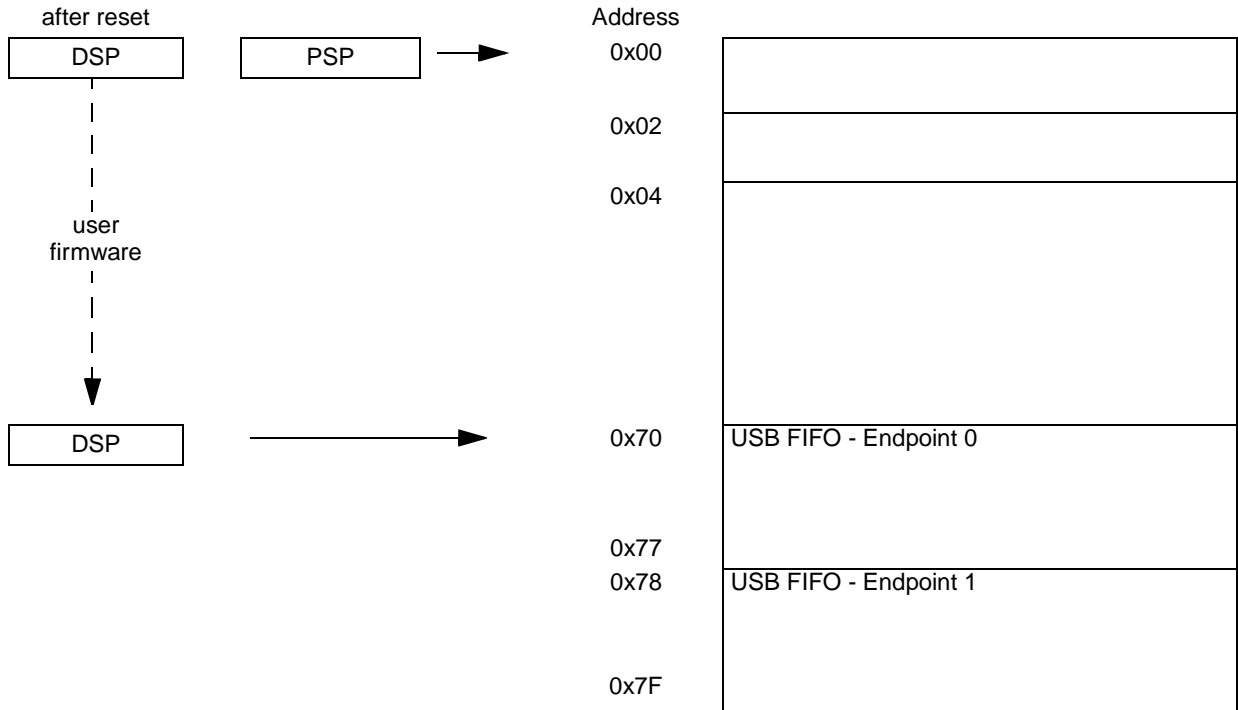 after reset
Address
DSP
PSP
0x00
0x02
0x04
user
firmware
DSP
0x70
USB FIFO - Endpoint 0
0x77
0x78
USB FIFO - Endpoint 1
0x7F